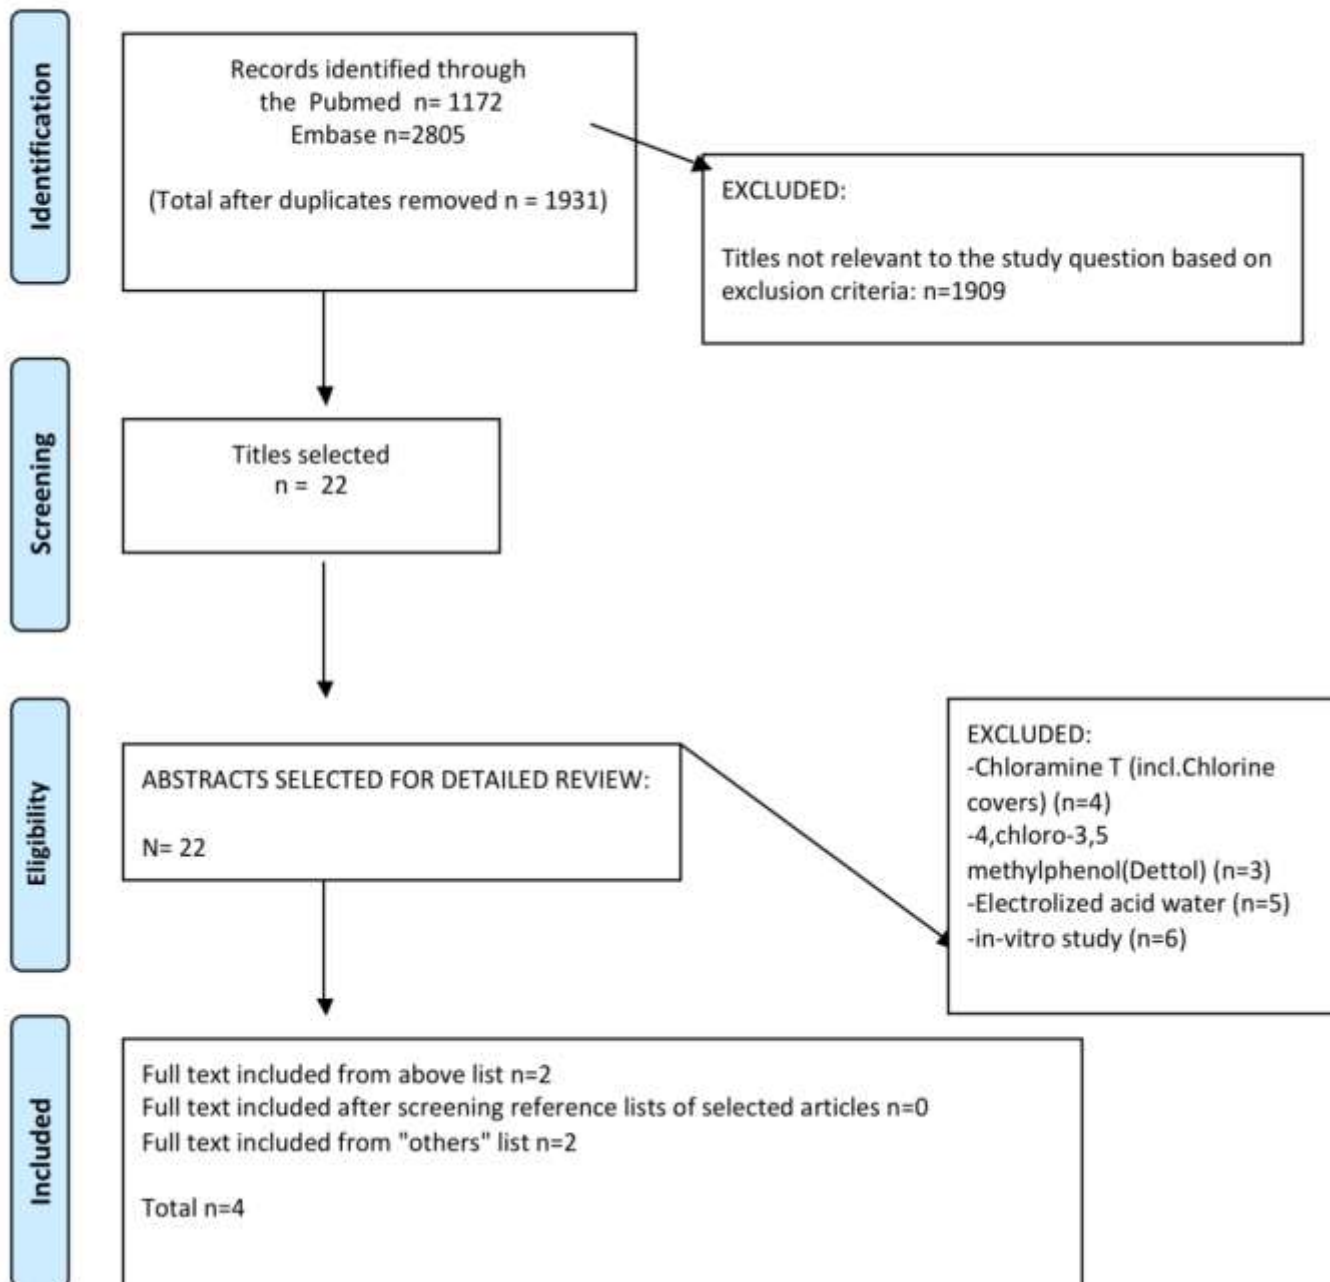 Identification
Records identified through
the Pubmed n= 1172
Embase n=2805
(Total after duplicates removed n = 1931)
EXCLUDED:
Titles not relevant to the study question based on
exclusion criteria: n=1909
Screening
Titles selected
n = 22
Eligibility
ABSTRACTS SELECTED FOR DETAILED REVIEW:
N= 22
EXCLUDED:
-Chloramine T (incl.Chlorine
covers) (n=4)
-4,chloro-3,5
methylphenol(Dettol) (n=3)
-Electrolized acid water (n=5)
-in-vitro study (n=6)
Included
Full text included from above list n=2
Full text included after screening reference lists of selected articles n=0
Full text included from "others" list n=2
Total n=4